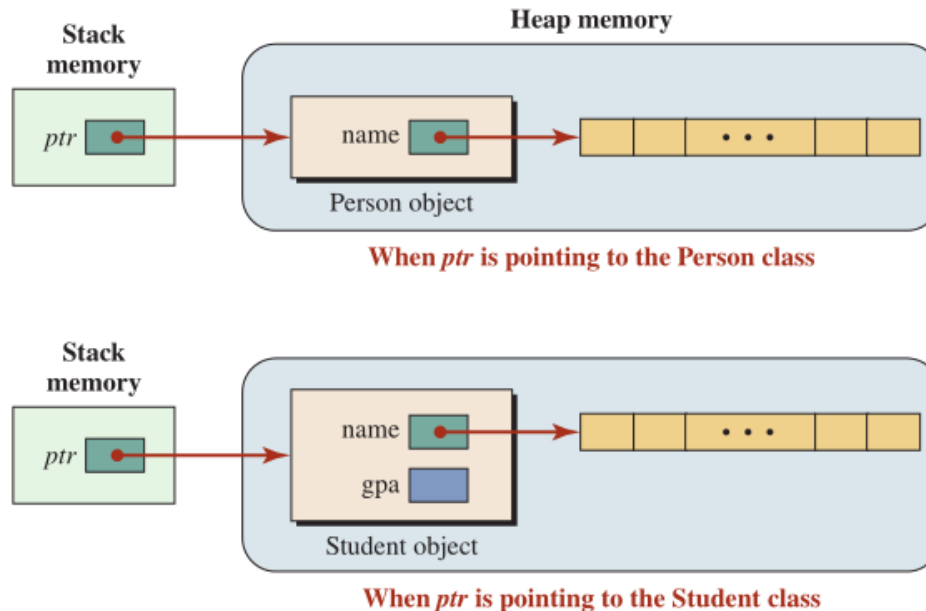 Heap memory
Stack
memory
ptr
name
• • •
Person object
When ptr is pointing to the Person class
Stack
memory
ptr
name
• • •
gpa
Student object
When ptr is pointing to the Student class